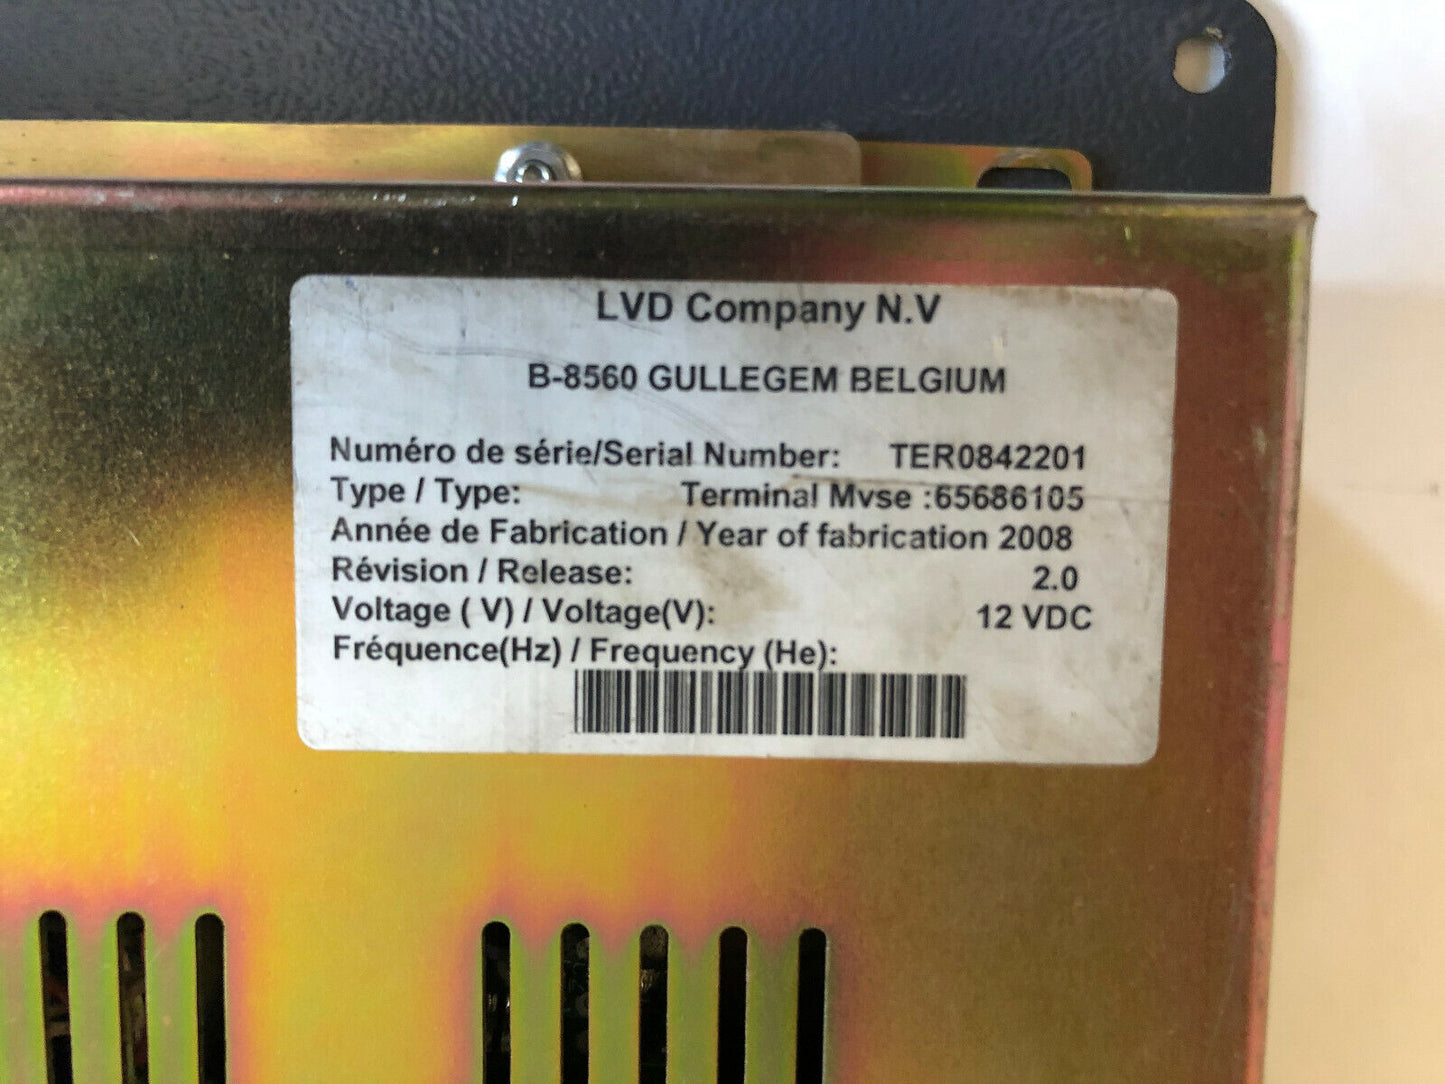 LVD Company N.V
B-8560 GULLEGEM BELGIUM
Numéro de série/Serial Number: TER0842201
Type / Type: Terminal Mvse :65686105
Année de Fabrication / Year of fabrication 2008
Révision / Release: 2.0
Voltage ( V) / Voltage(V): 12 VDC
Fréquence(Hz) / Frequency (He):